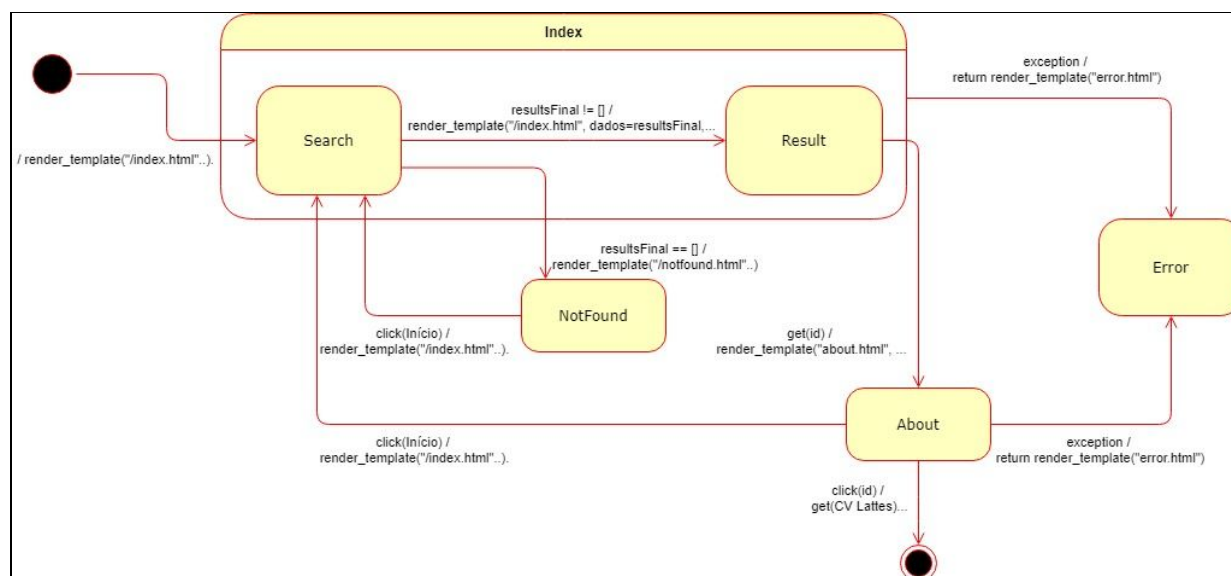 Index
exception /
return render_template("error.html")
resultsFinal != [] /
render_template("/index.html", dados=resultsFinal,...
Search
Result
/ render_template("/index.html"..).
resultsFinal == [] /
render_template("/notfound.html"..)
Error
NotFound
click(Início) /
render_template("/index.html"..).
get(id) /
render_template("about.html", ...
About
click(Início) /
render_template("/index.html"..).
exception /
return render_template("error.html")
click(id) /
get(CV Lattes)...